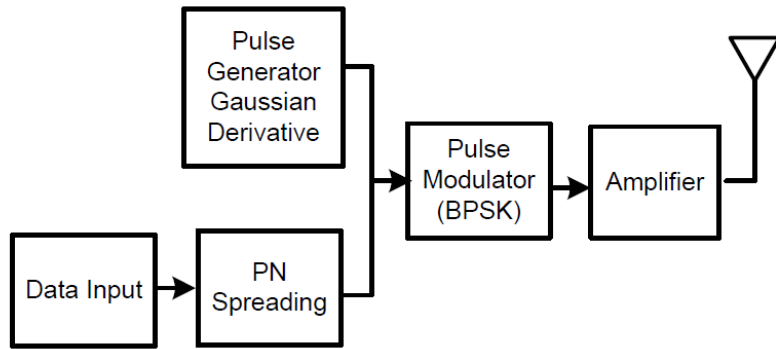 Pulse
Generator
Gaussian
Derivative
Pulse
Modulator
(BPSK)
Amplifier
Data Input
PN
Spreading